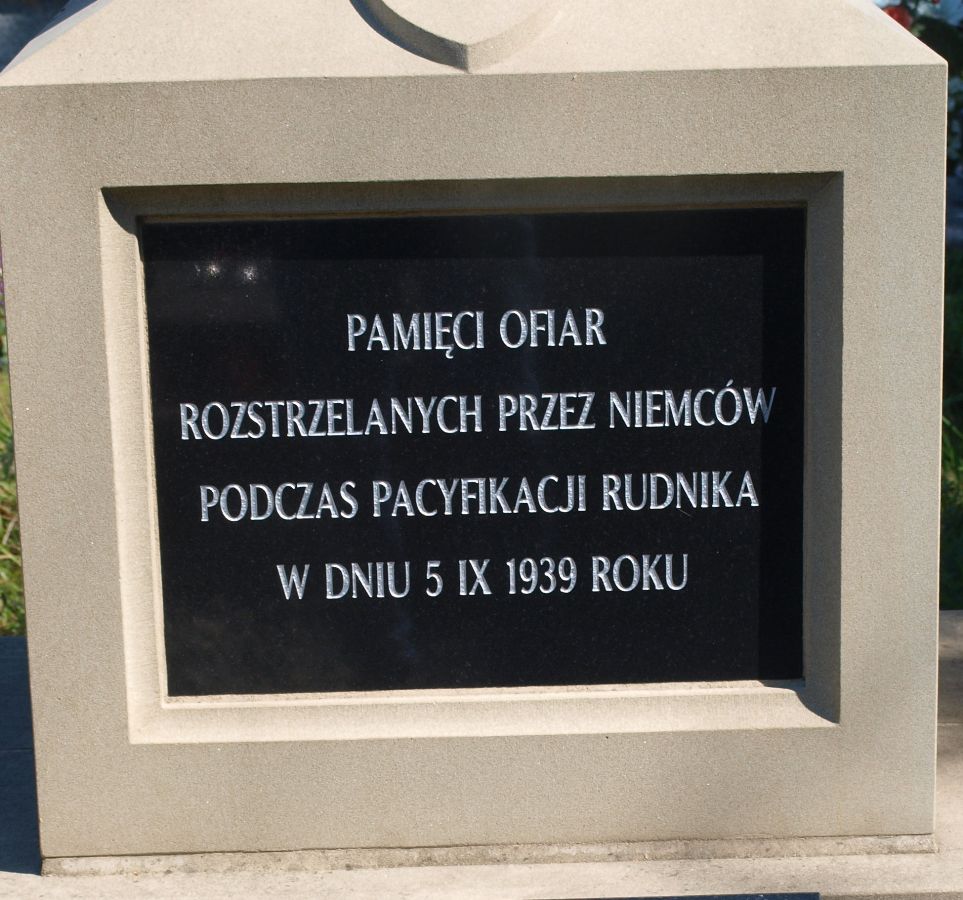 PAMIĘCI OFIAR
ROZSTRZELANYCH PRZEZ NIEMCÓW
PODCZAS PACYFIKACJI RUDNIKA
W DNIU 5 IX 1939 ROKU